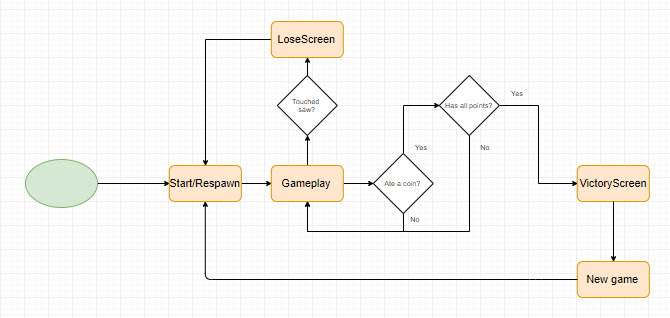 LoseScreen
Touched
saw?
Has all points?
Yes
Yes
No
Start/Respawn
Gameplay
Ate a coin?
VictoryScreen
No
New game